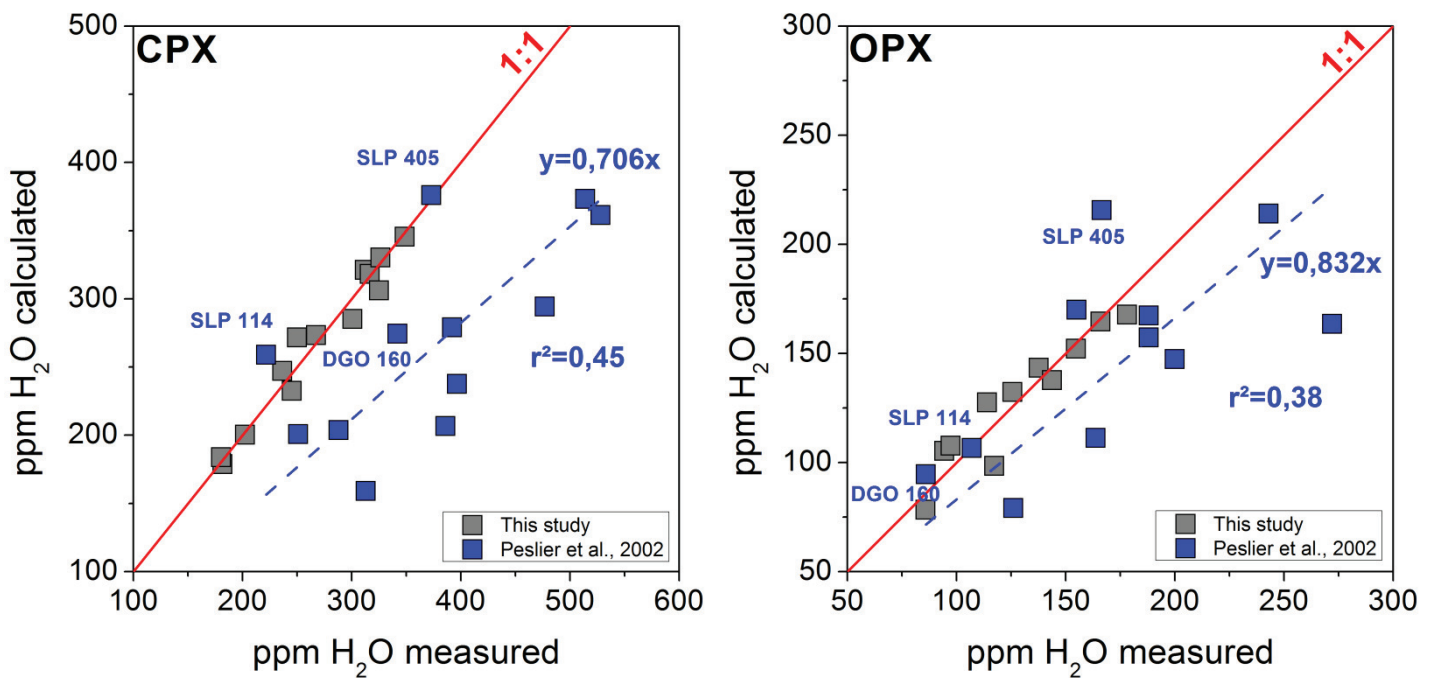 CPX
1:1
SLP 405
y=0,706x
SLP 114
DGO 160
r²=0,45
This study
Peslier et al., 2002
500
400
300
200
100
100 200 300 400 500 600
ppm H₂O calculated
ppm H₂O measured
OPX
1:1
SLP 405
y=0,832x
SLP 114
r²=0,38
DGO 160
This study
Peslier et al., 2002
300
250
200
150
100
50
50 100 150 200 250 300
ppm H₂O calculated
ppm H₂O measured